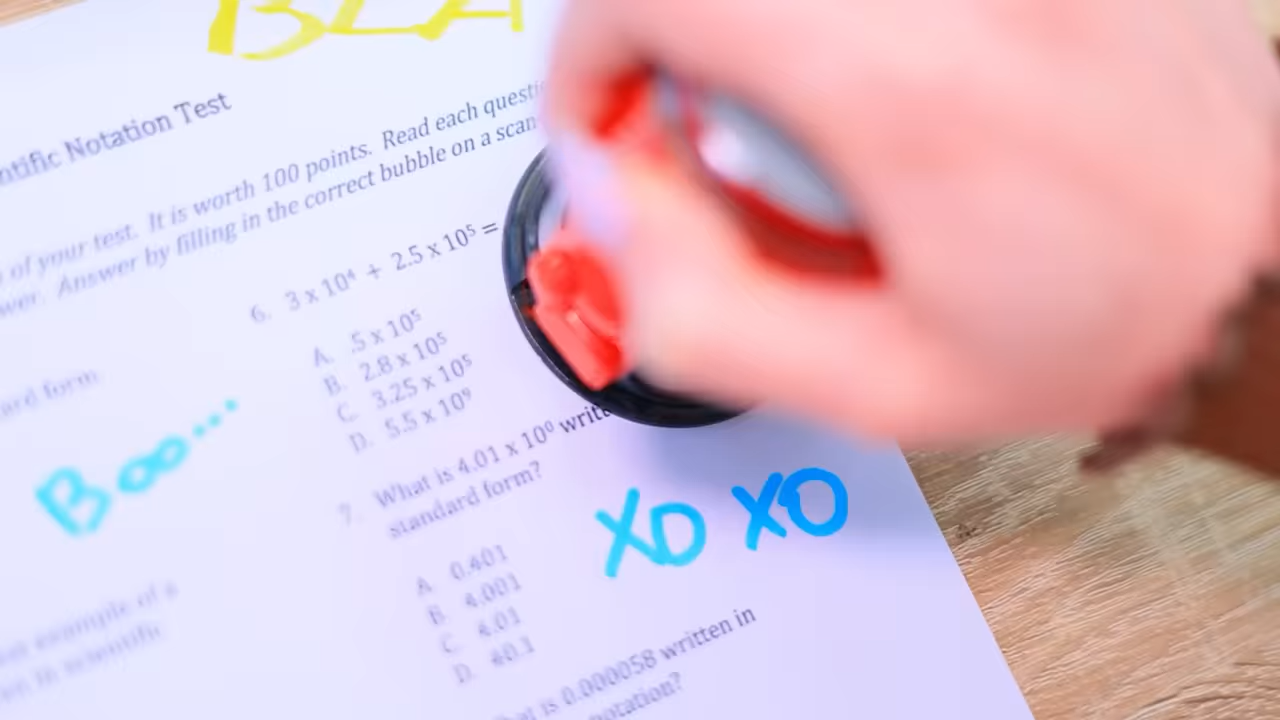 BLA
ntific Notation Test
of your test. It is worth 100 points. Read each questi
wer. Answer by filling in the correct bubble on a scan
6. 3 x 10⁴ + 2.5 x 10⁵ =
A. .5 x 10⁵
B. 2.8 x 10⁵
C. 3.25 x 10⁵
D. 5.5 x 10⁹
ard form
Boo...
7. What is 4.01 x 10⁰ writt
standard form?
XO XO
A 0.401
B 4.001
C 4.01
D. 40.1
example of a
in scientific
at is 0.000058 written in
notation?